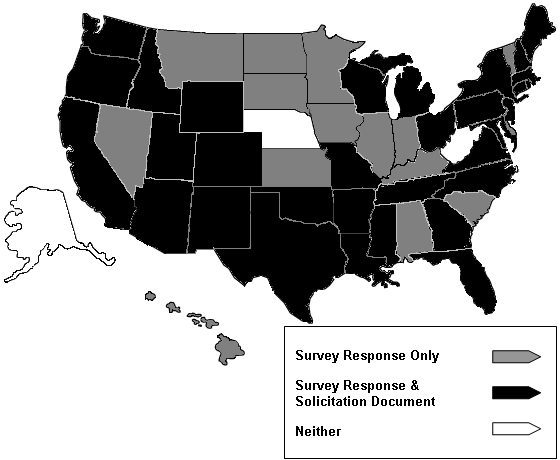 Survey Response Only
Survey Response &
Solicitation Document
Neither